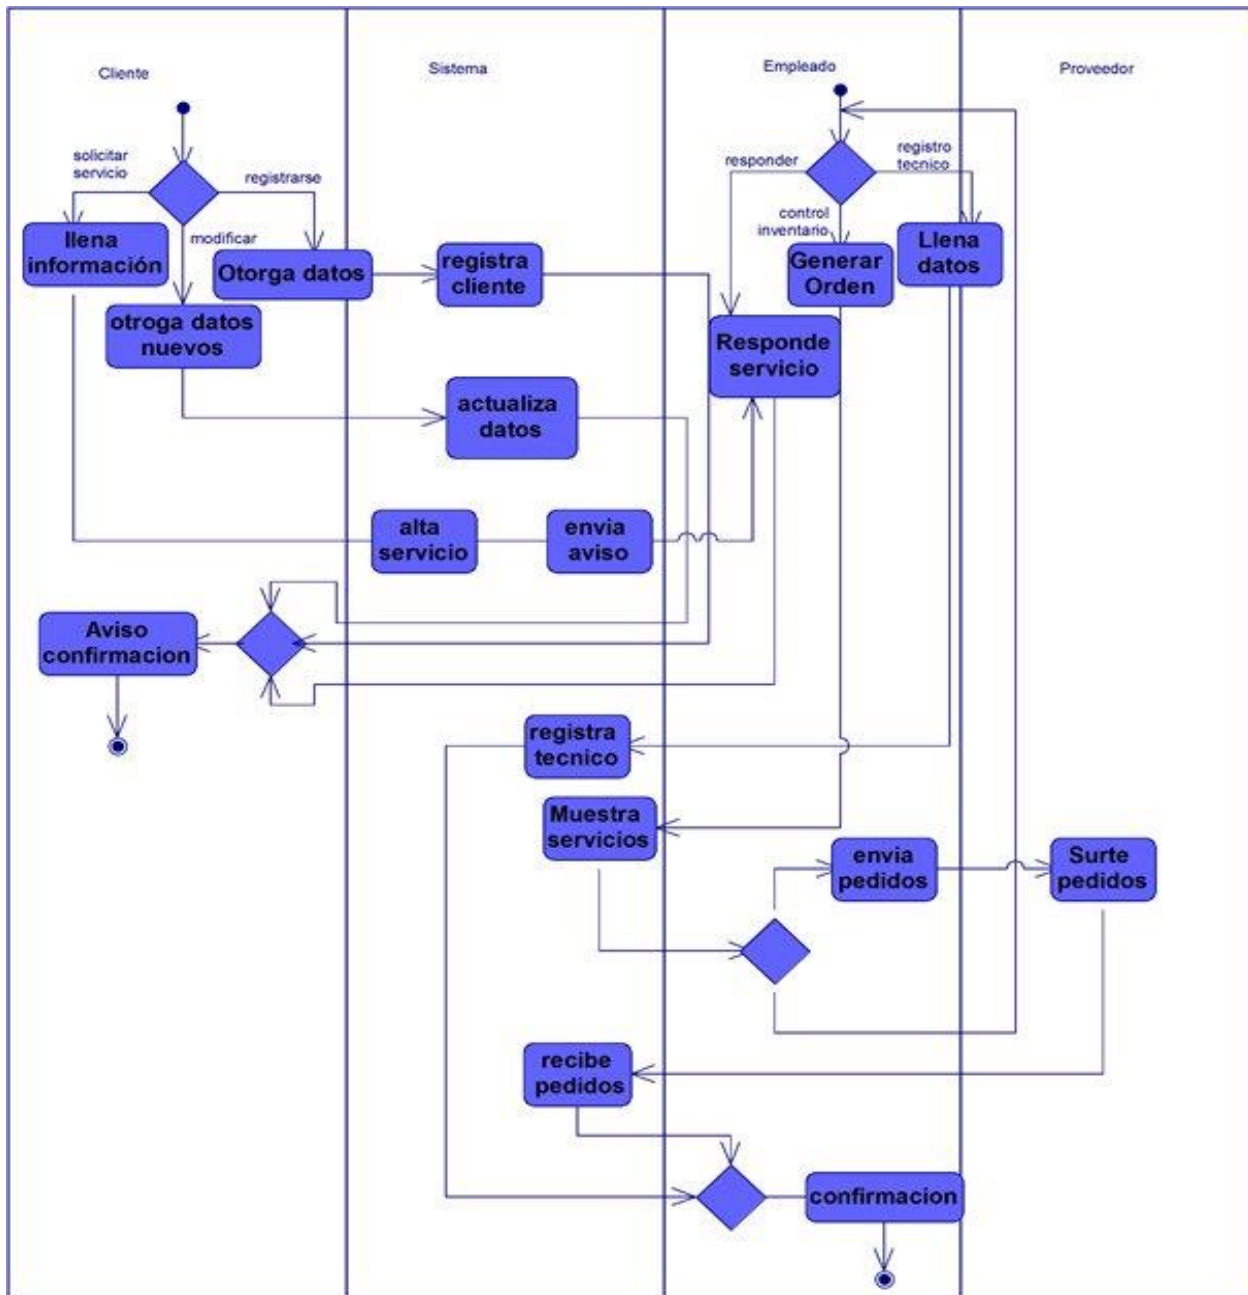 Cliente
Sistema
Empleado
Proveedor
solicitar
servicio
registrarse
modificar
responder
registro
tecnico
control
inventario
llena
información
Otorga datos
registra
cliente
Generar
Orden
Llena
datos
otroga datos
nuevos
Responde
servicio
actualiza
datos
alta
servicio
envia
aviso
Aviso
confirmacion
registra
tecnico
Muestra
servicios
envia
pedidos
Surte
pedidos
recibe
pedidos
confirmacion